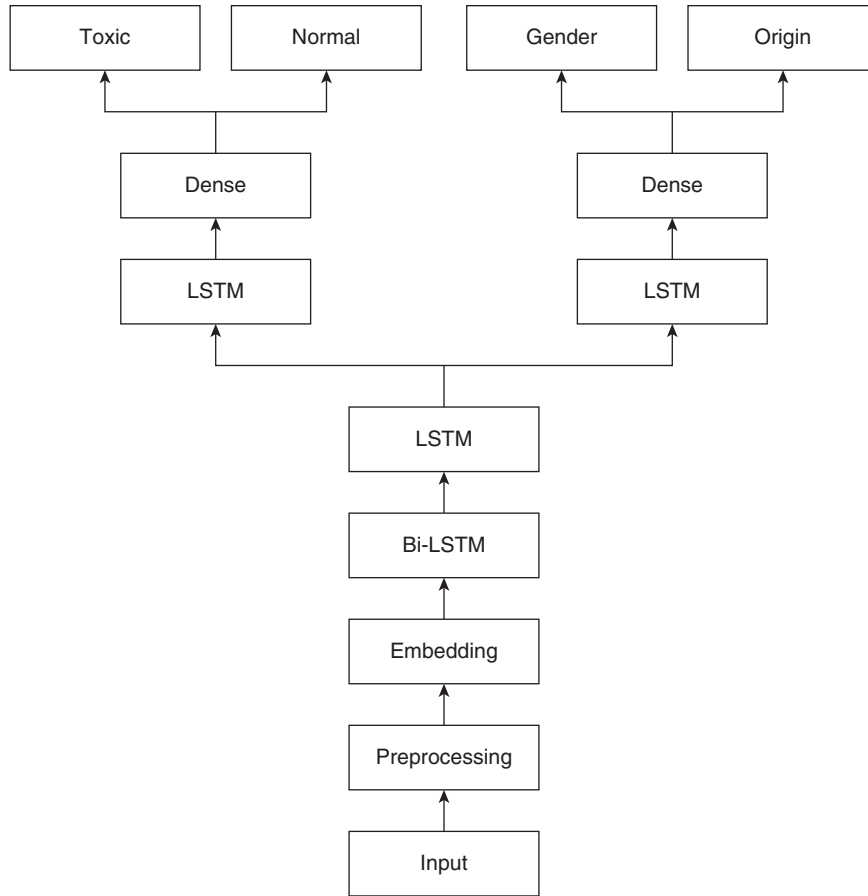 Toxic
Normal
Gender
Origin
Dense
Dense
LSTM
LSTM
LSTM
Bi-LSTM
Embedding
Preprocessing
Input